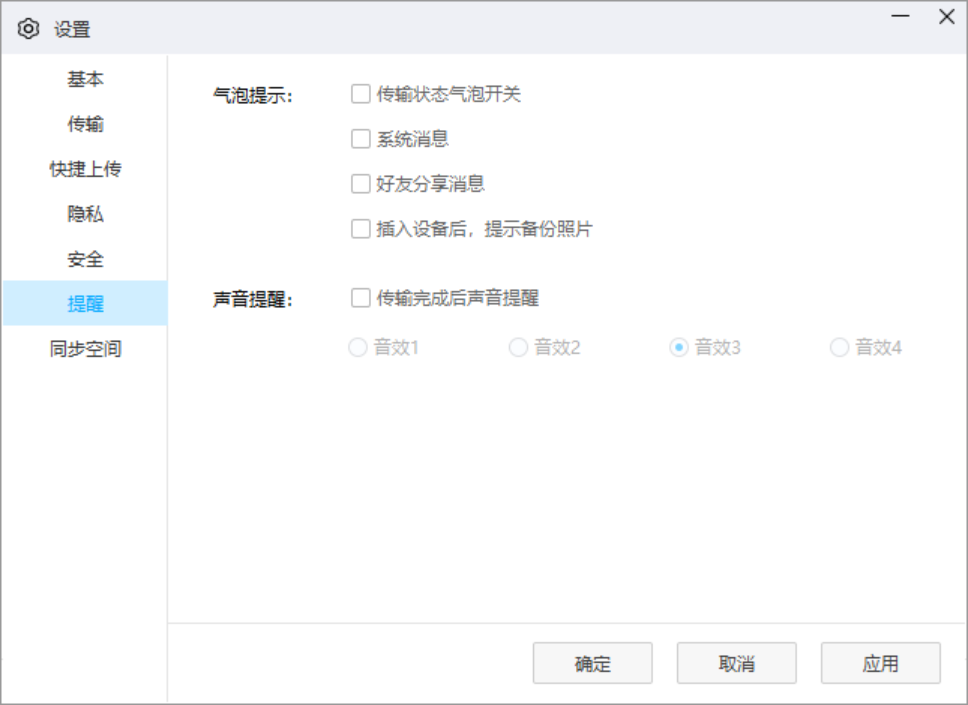 设置
基本
传输
快捷上传
隐私
安全
提醒
同步空间
气泡提示： 传输状态气泡开关
系统消息
好友分享消息
插入设备后，提示备份照片
声音提醒： 传输完成后声音提醒
音效1 音效2 音效3 音效4
确定 取消 应用